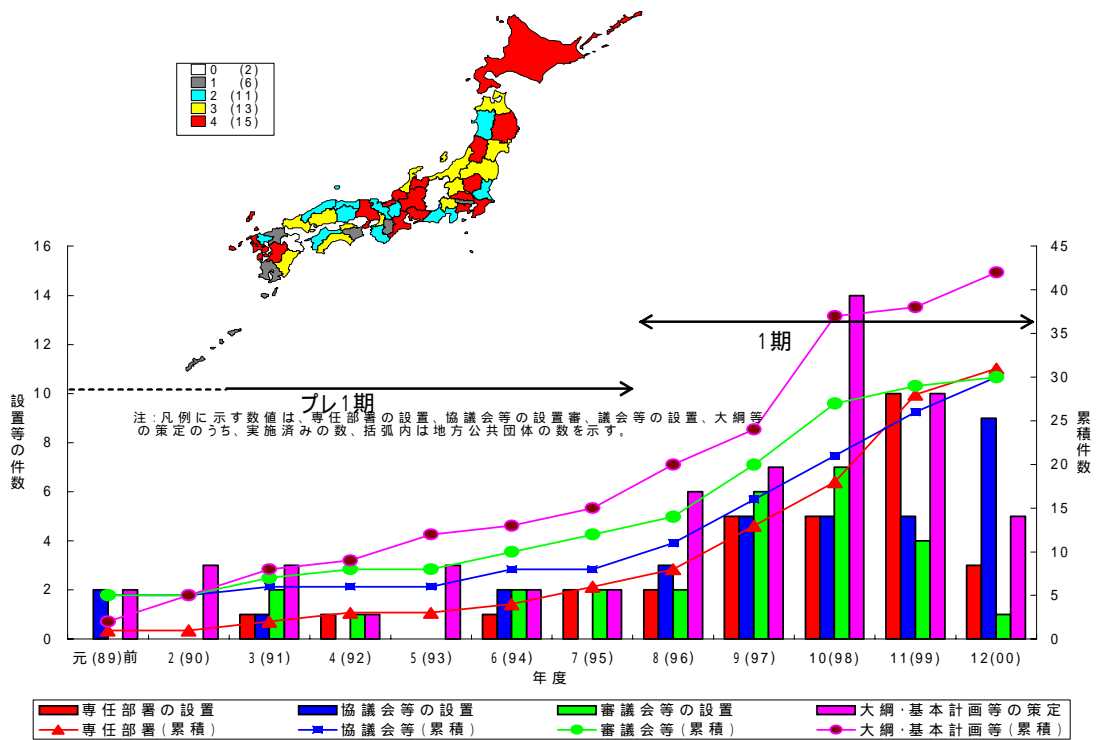 0 (2)
1 (6)
2 (11)
3 (13)
4 (15)
16
14
12
10
8
6
4
2
0
設置等の件数
45
40
35
30
25
20
15
10
5
0
累積件数
1期
プレ1期
注:凡例に示す数値は、専任部署の設置、協議会等の設置審、議会等の設置、大綱等
の策定のうち、実施済みの数、括弧内は地方公共団体の数を示す。
元(89)前 2(90) 3(91) 4(92) 5(93) 6(94) 7(95) 8(96) 9(97) 10(98) 11(99) 12(00)
年度
専任部署の設置 協議会等の設置 審議会等の設置 大綱・基本計画等の策定
専任部署(累積) 協議会等(累積) 審議会等(累積) 大綱・基本計画等(累積)